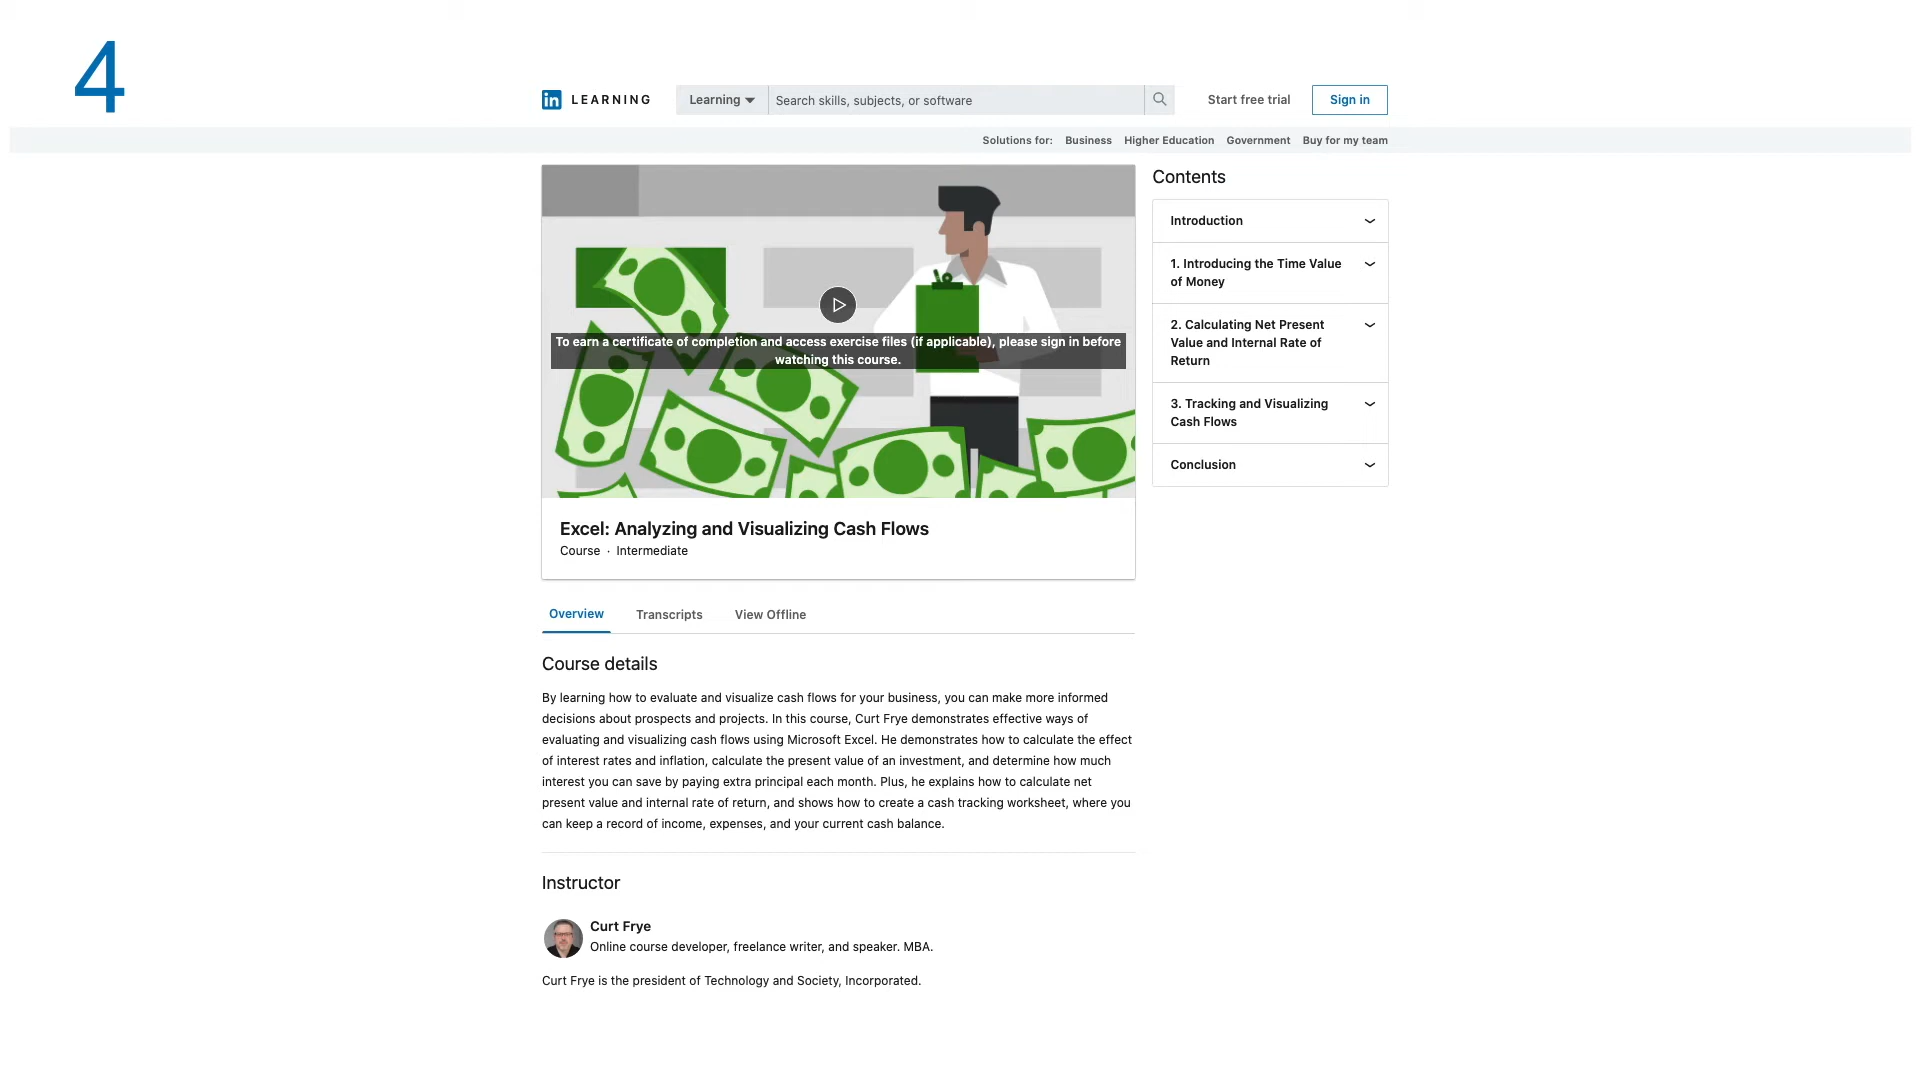 4
in LEARNING
Learning
Search skills, subjects, or software
Start free trial
Sign in
Solutions for: Business Higher Education Government Buy for my team
To earn a certificate of completion and access exercise files (if applicable), please sign in before
watching this course.
Excel: Analyzing and Visualizing Cash Flows
Course · Intermediate
Contents
Introduction
1. Introducing the Time Value
of Money
2. Calculating Net Present
Value and Internal Rate of
Return
3. Tracking and Visualizing
Cash Flows
Conclusion
Overview Transcripts View Offline
Course details
By learning how to evaluate and visualize cash flows for your business, you can make more informed
decisions about prospects and projects. In this course, Curt Frye demonstrates effective ways of
evaluating and visualizing cash flows using Microsoft Excel. He demonstrates how to calculate the effect
of interest rates and inflation, calculate the present value of an investment, and determine how much
interest you can save by paying extra principal each month. Plus, he explains how to calculate net
present value and internal rate of return, and shows how to create a cash tracking worksheet, where you
can keep a record of income, expenses, and your current cash balance.
Instructor
Curt Frye
Online course developer, freelance writer, and speaker. MBA.
Curt Frye is the president of Technology and Society, Incorporated.